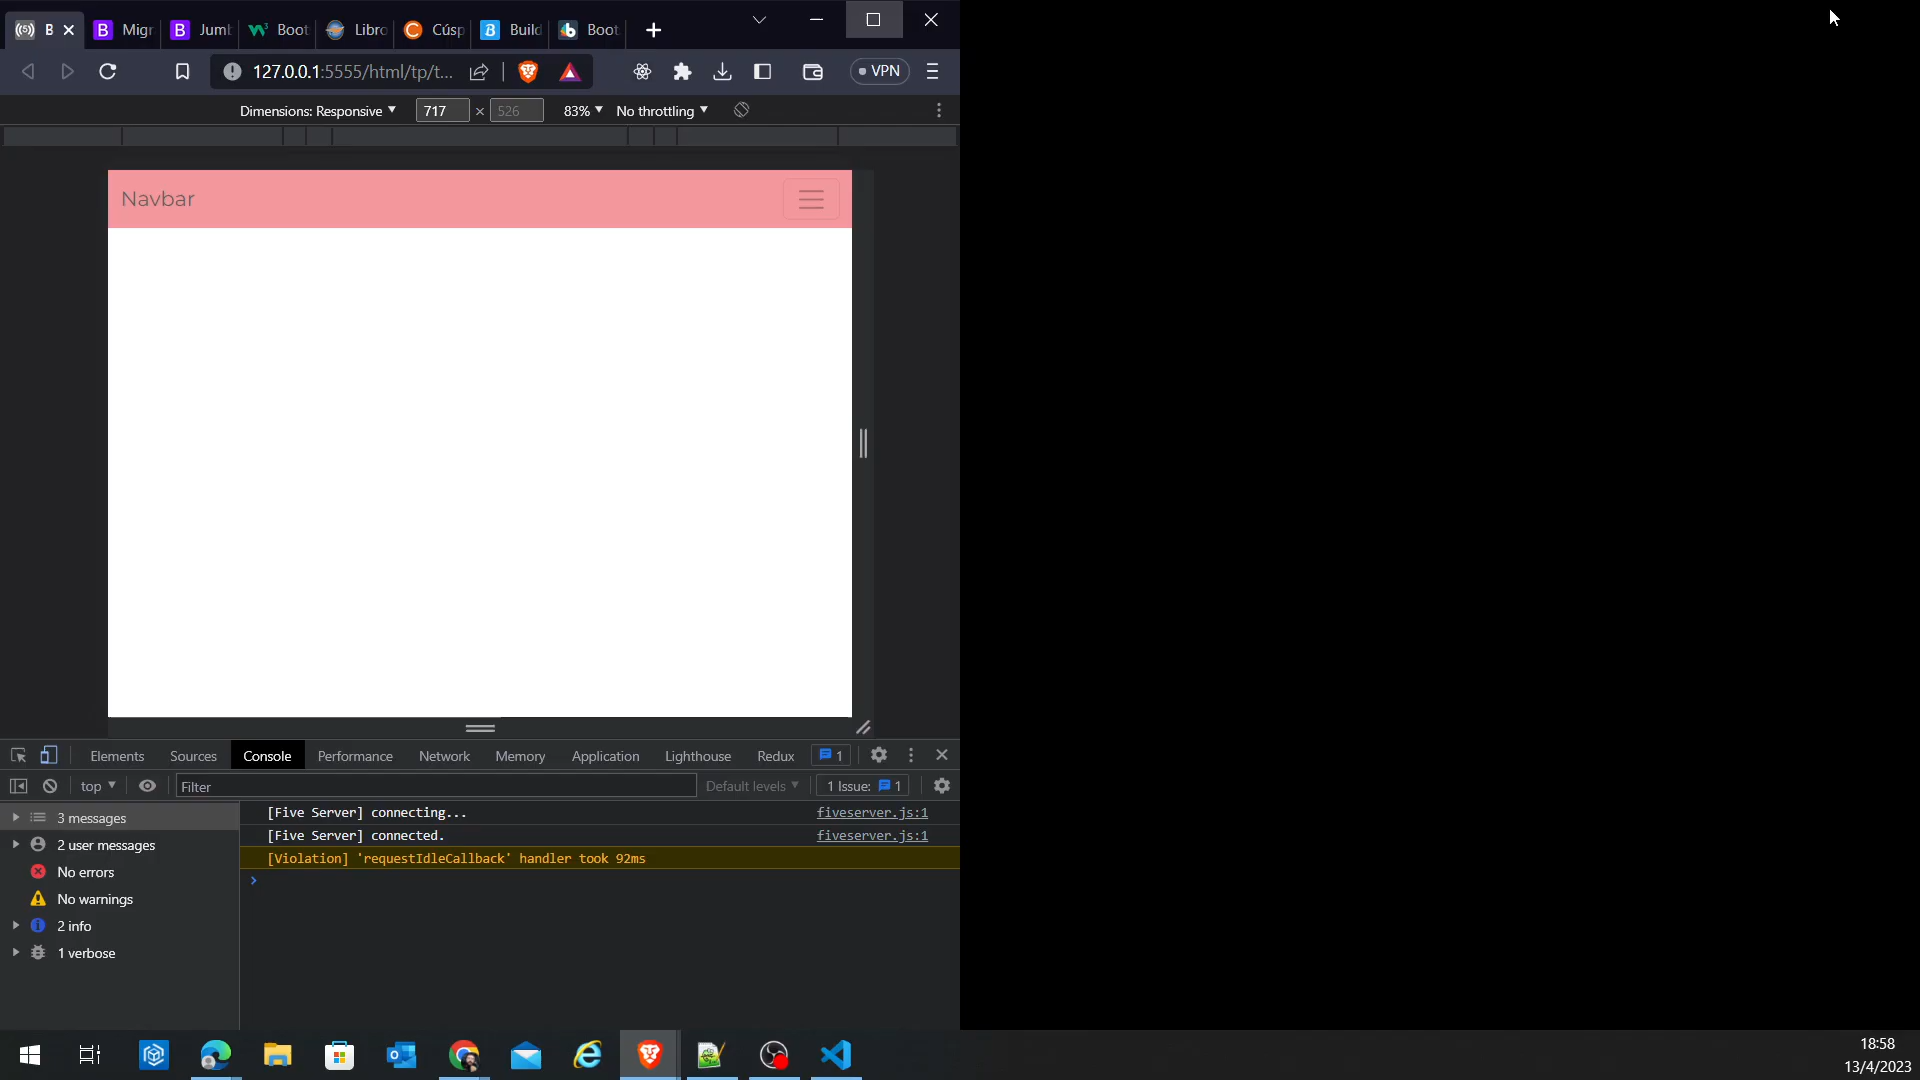 B
Migr
Jumb
Boot
Libro
Cúsp
Build
Boot
127.0.0.1:5555/html/tp/t...
VPN
Dimensions: Responsive
717 × 526
83%
No throttling
Navbar
Elements
Sources
Console
Performance
Network
Memory
Application
Lighthouse
Redux
1
top
Filter
Default levels
1 Issue:
1
3 messages
2 user messages
No errors
No warnings
2 info
1 verbose
[Five Server] connecting... fiveserver.js:1
[Five Server] connected. fiveserver.js:1
[Violation] 'requestIdleCallback' handler took 92ms
18:58
13/4/2023